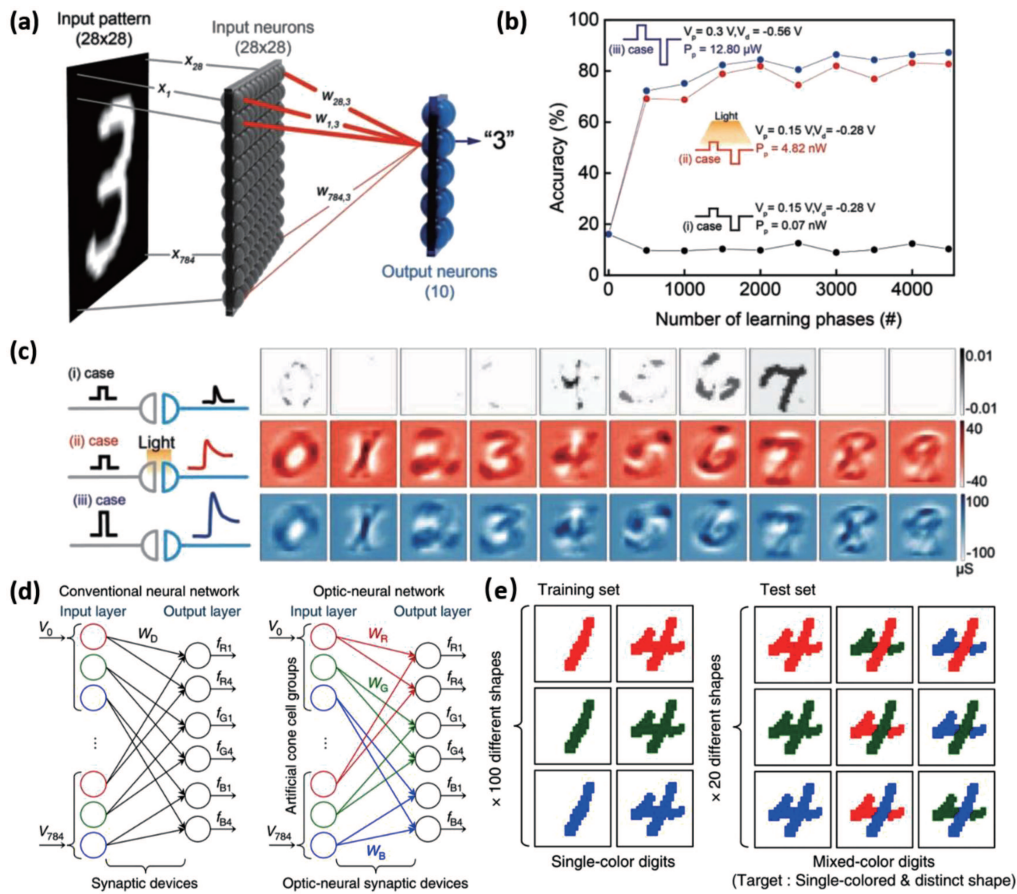 (a)
Input pattern
(28x28)
Input neurons
(28x28)
X28
X1
W28,3
W1,3
"3"
W784,3
X784
Output neurons
(10)
(b)
Accuracy (%)
100
80
60
40
20
0
Vp= 0.3 V,Vd= -0.56 V
(iii) case
Pp = 12.80 μW
Light
Vp= 0.15 V,Vd= -0.28 V
(ii) case
Pp = 4.82 nW
Vp= 0.15 V,Vd= -0.28 V
(i) case
Pp = 0.07 nW
0 1000 2000 3000 4000
Number of learning phases (#)
(c)
(i) case
0.01
-0.01
(ii) case
Light
40
-40
(iii) case
100
-100
μS
(d)
Conventional neural network
Input layer Output layer
V0
WD
fR1
fR4
fG1
fG4
fB1
fB4
...
V784
Synaptic devices
Optic-neural network
Input layer Output layer
V0
WR
WG
WB
fR1
fR4
fG1
fG4
fB1
fB4
...
Artificial cone cell groups
V784
Optic-neural synaptic devices
(e)
Training set
× 100 different shapes
Single-color digits
Test set
× 20 different shapes
Mixed-color digits
(Target : Single-colored & distinct shape)